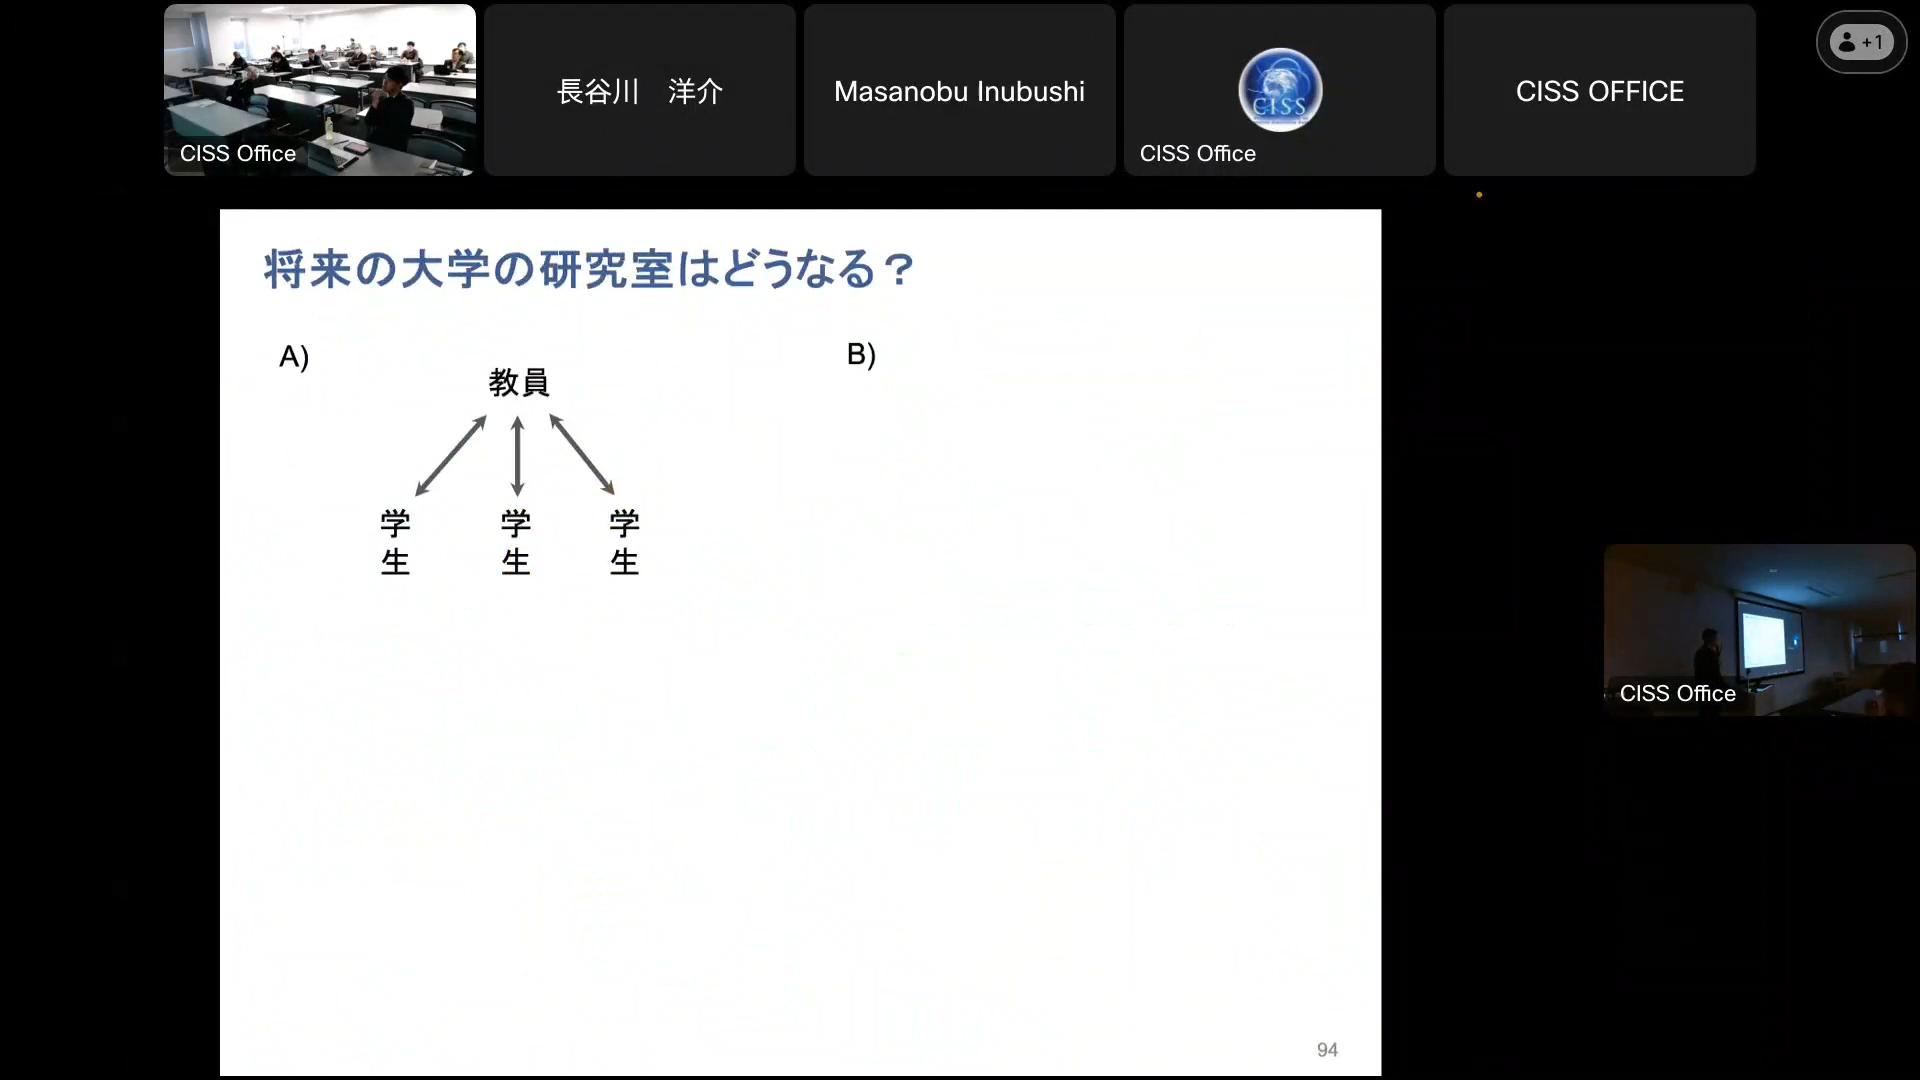 CISS Office
長谷川　洋介
Masanobu Inubushi
CISS
CISS Office
CISS OFFICE
+1
将来の大学の研究室はどうなる？
A)
B)
教員
学生
学生
学生
CISS Office
94